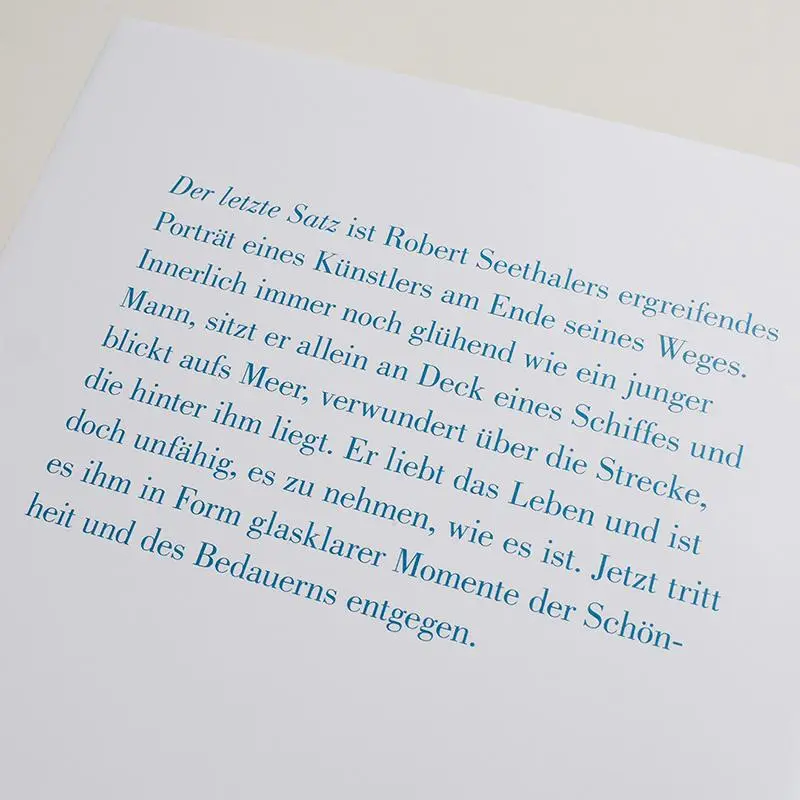 Der letzte Satz ist Robert Seethalers ergreifendes
Porträt eines Künstlers am Ende seines Weges.
Innerlich immer noch glühend wie ein junger
Mann, sitzt er allein an Deck eines Schiffes und
blickt aufs Meer, verwundert über die Strecke,
die hinter ihm liegt. Er liebt das Leben und ist
doch unfähig, es zu nehmen, wie es ist. Jetzt tritt
es ihm in Form glasklarer Momente der Schön-
heit und des Bedauerns entgegen.